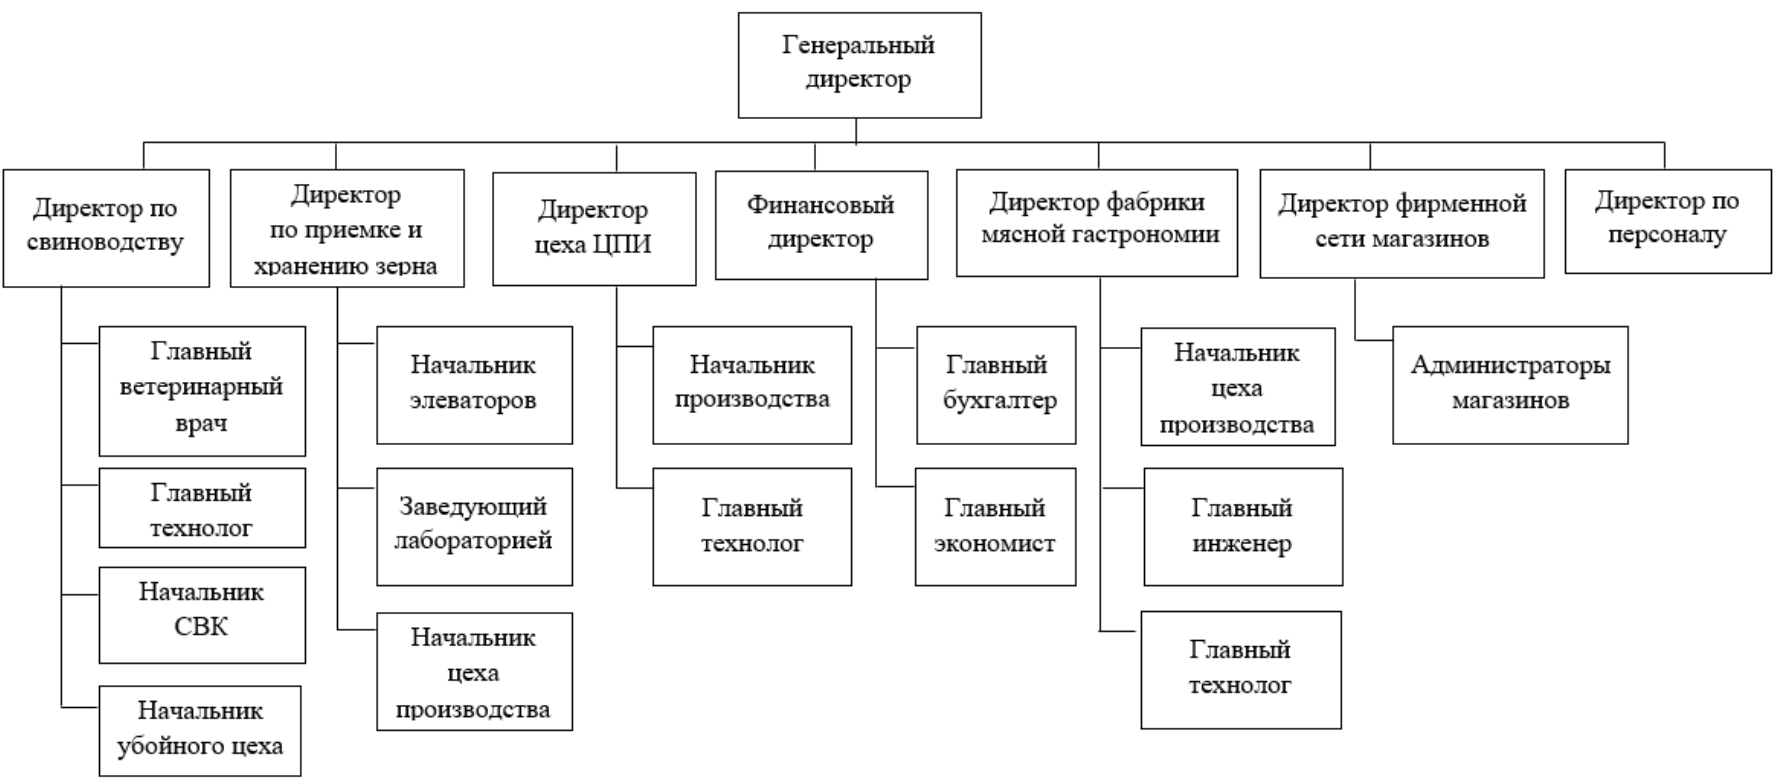 Генеральный
директор
Директор по
свиноводству
Директор
по приемке и
хранению зерна
Директор
цеха ЦПИ
Финансовый
директор
Директор фабрики
мясной гастрономии
Директор фирменной
сети магазинов
Директор по
персоналу
Главный
ветеринарный
врач
Главный
технолог
Начальник
СВК
Начальник
убойного цеха
Начальник
элеваторов
Заведующий
лабораторией
Начальник
цеха
производства
Начальник
производства
Главный
технолог
Главный
бухгалтер
Главный
экономист
Начальник
цеха
производства
Главный
инженер
Главный
технолог
Администраторы
магазинов